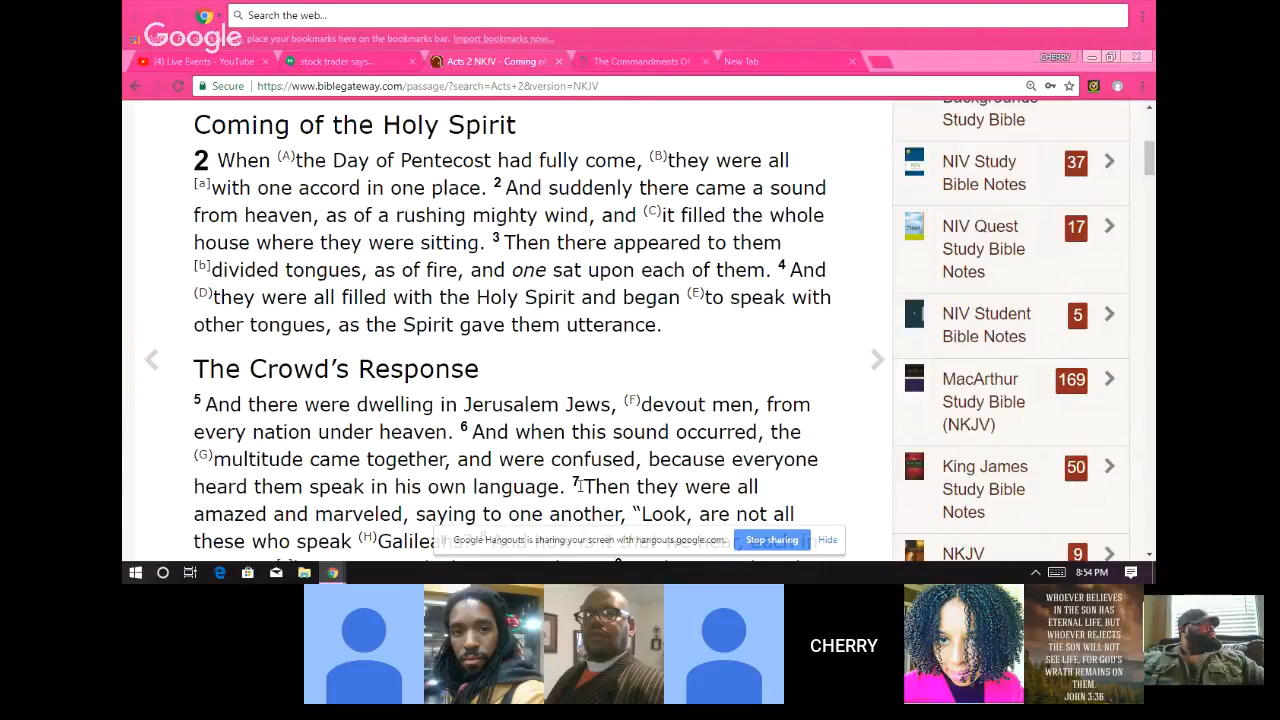 Search the web...
Google
place your bookmarks here on the bookmarks bar. Import bookmarks now...
(4) Live Events - YouTube
stock trader says...
Acts 2 NKJV - Coming of
The Commandments Of
New Tab
CHERRY
Secure
https://www.biblegateway.com/passage/?search=Acts+2&version=NKJV
Coming of the Holy Spirit
2 When (A)the Day of Pentecost had fully come, (B)they were all
[a]with one accord in one place. 2 And suddenly there came a sound
from heaven, as of a rushing mighty wind, and (C)it filled the whole
house where they were sitting. 3 Then there appeared to them
[b]divided tongues, as of fire, and one sat upon each of them. 4 And
(D)they were all filled with the Holy Spirit and began (E)to speak with
other tongues, as the Spirit gave them utterance.
The Crowd’s Response
5 And there were dwelling in Jerusalem Jews, (F)devout men, from
every nation under heaven. 6 And when this sound occurred, the
(G)multitude came together, and were confused, because everyone
heard them speak in his own language. 7 Then they were all
amazed and marveled, saying to one another, “Look, are not all
these who speak (H)Galileans? And how is it that we hear, each in
Google Hangouts is sharing your screen with hangouts.google.com.
Stop sharing
Hide
Backgrounds
Study Bible
NIV Study
Bible Notes
37
NIV Quest
Study Bible
Notes
17
NIV Student
Bible Notes
5
MacArthur
Study Bible
(NKJV)
169
King James
Study Bible
Notes
50
NKJV
9
8:54 PM
CHERRY
WHOEVER BELIEVES
IN THE SON HAS
ETERNAL LIFE, BUT
WHOEVER REJECTS
THE SON WILL NOT
SEE LIFE, FOR GOD'S
WRATH REMAINS ON
THEM.
JOHN 3:36